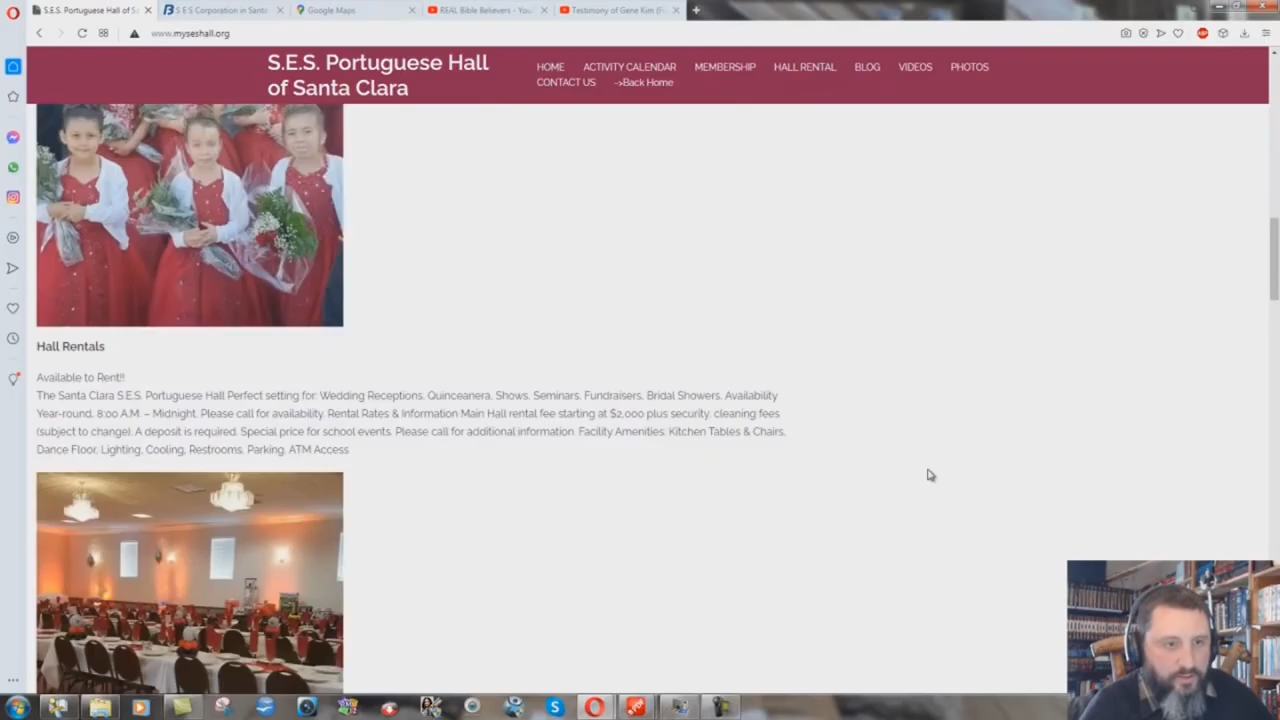 S.E.S. Portuguese Hall of S
S E S Corporation in Santa
Google Maps
REAL Bible Believers - You
Testimony of Gene Kim (F
www.myseshall.org
S.E.S. Portuguese Hall
of Santa Clara
HOME ACTIVITY CALENDAR MEMBERSHIP HALL RENTAL BLOG VIDEOS PHOTOS
CONTACT US ->Back Home
Hall Rentals
Available to Rent!!
The Santa Clara S.E.S. Portuguese Hall Perfect setting for: Wedding Receptions, Quinceanera, Shows, Seminars, Fundraisers, Bridal Showers. Availability
Year-round, 8:00 A.M. – Midnight. Please call for availability. Rental Rates & Information Main Hall rental fee starting at $2,000 plus security, cleaning fees
(subject to change). A deposit is required. Special price for school events. Please call for additional information. Facility Amenities: Kitchen Tables & Chairs,
Dance Floor, Lighting, Cooling, Restrooms, Parking, ATM Access